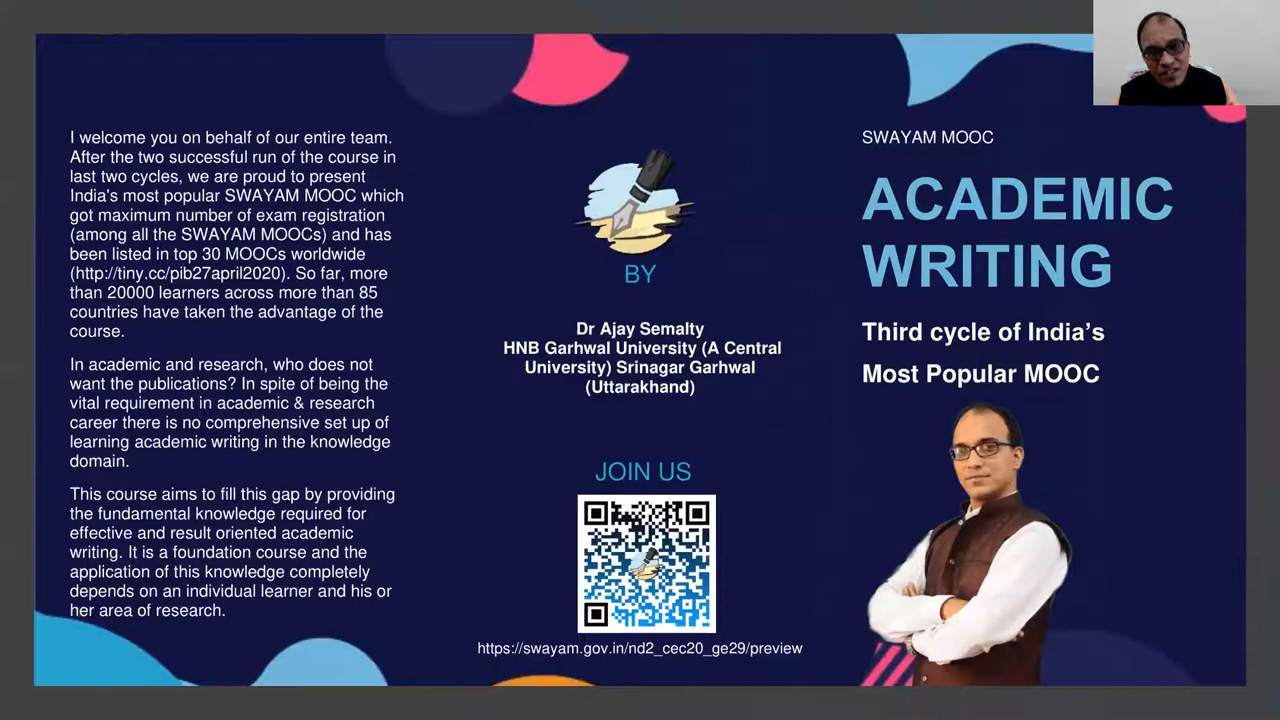 I welcome you on behalf of our entire team.
After the two successful run of the course in
last two cycles, we are proud to present
India's most popular SWAYAM MOOC which
got maximum number of exam registration
(among all the SWAYAM MOOCs) and has
been listed in top 30 MOOCs worldwide
(http://tiny.cc/pib27april2020). So far, more
than 20000 learners across more than 85
countries have taken the advantage of the
course.
In academic and research, who does not
want the publications? In spite of being the
vital requirement in academic & research
career there is no comprehensive set up of
learning academic writing in the knowledge
domain.
This course aims to fill this gap by providing
the fundamental knowledge required for
effective and result oriented academic
writing. It is a foundation course and the
application of this knowledge completely
depends on an individual learner and his or
her area of research.
BY
Dr Ajay Semalty
HNB Garhwal University (A Central
University) Srinagar Garhwal
(Uttarakhand)
JOIN US
https://swayam.gov.in/nd2_cec20_ge29/preview
SWAYAM MOOC
ACADEMIC
WRITING
Third cycle of India's
Most Popular MOOC